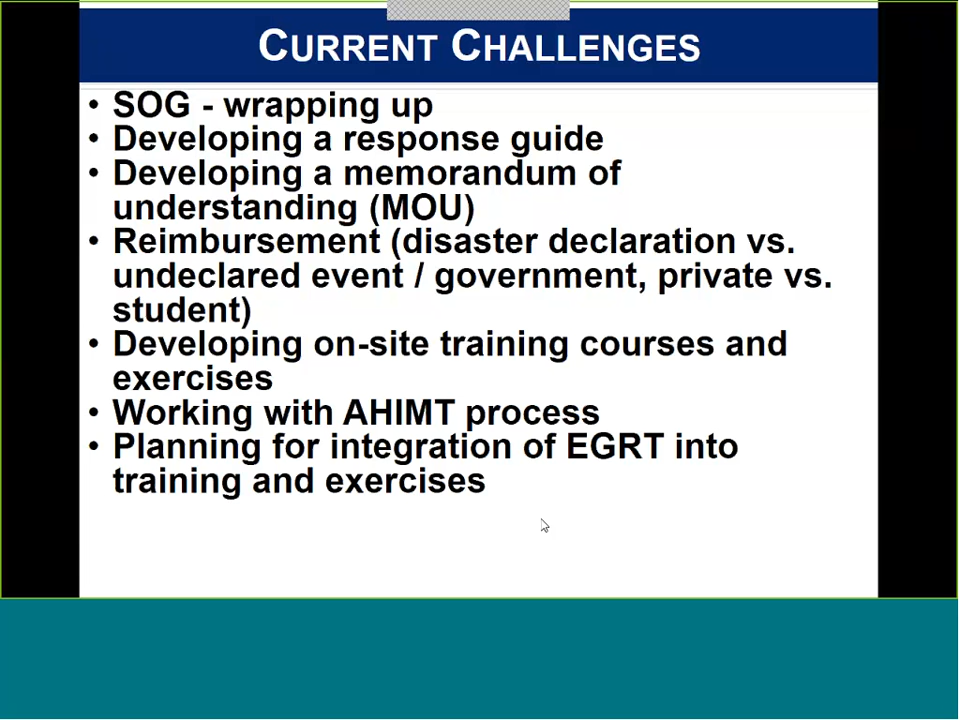 CURRENT CHALLENGES
• SOG - wrapping up
• Developing a response guide
• Developing a memorandum of
understanding (MOU)
• Reimbursement (disaster declaration vs.
undeclared event / government, private vs.
student)
• Developing on-site training courses and
exercises
• Working with AHIMT process
• Planning for integration of EGRT into
training and exercises